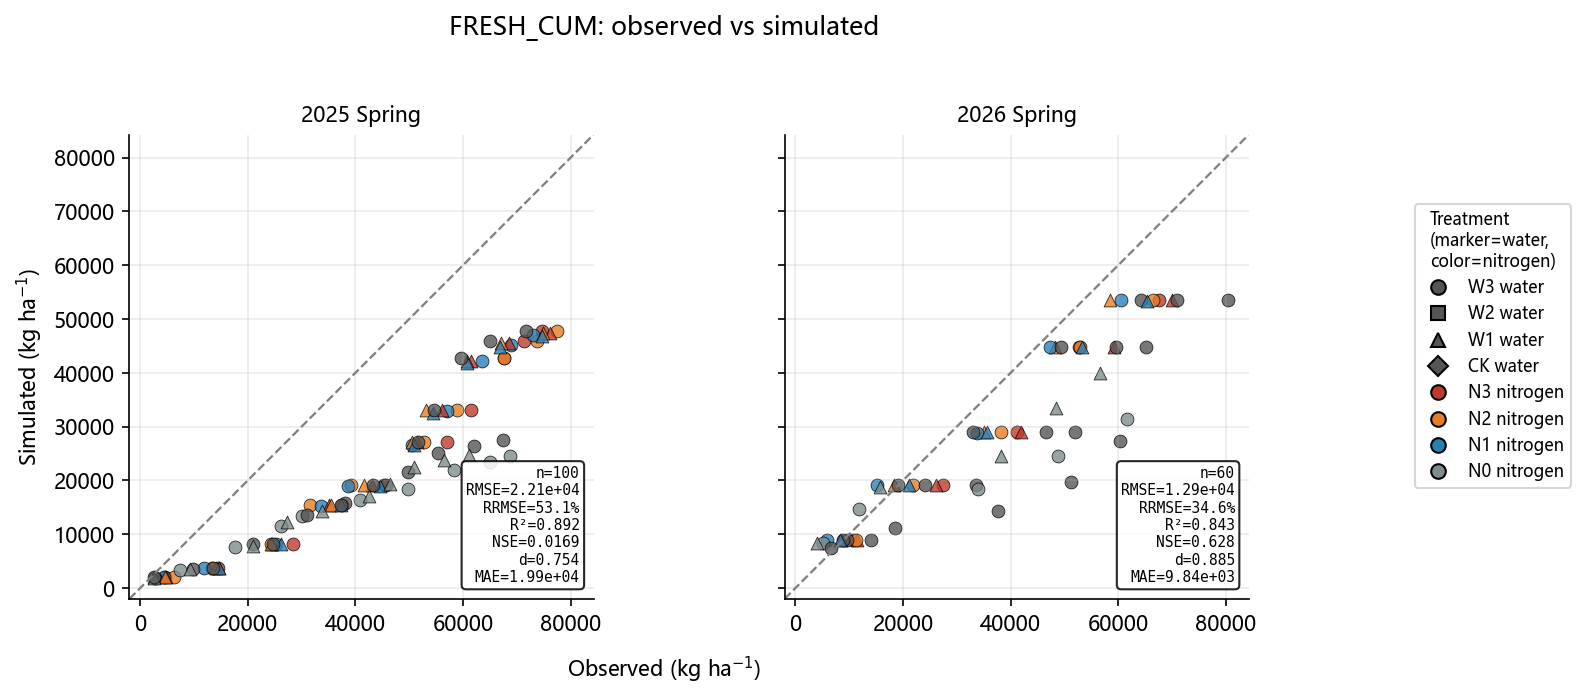 FRESH_CUM: observed vs simulated
2025 Spring
2026 Spring
Simulated (kg ha⁻¹)
80000
70000
60000
50000
40000
30000
20000
10000
0
0 20000 40000 60000 80000
0 20000 40000 60000 80000
Observed (kg ha⁻¹)
n=100
RMSE=2.21e+04
RRMSE=53.1%
R²=0.892
NSE=0.0169
d=0.754
MAE=1.99e+04
n=60
RMSE=1.29e+04
RRMSE=34.6%
R²=0.843
NSE=0.628
d=0.885
MAE=9.84e+03
Treatment
(marker=water,
color=nitrogen)
W3 water
W2 water
W1 water
CK water
N3 nitrogen
N2 nitrogen
N1 nitrogen
N0 nitrogen